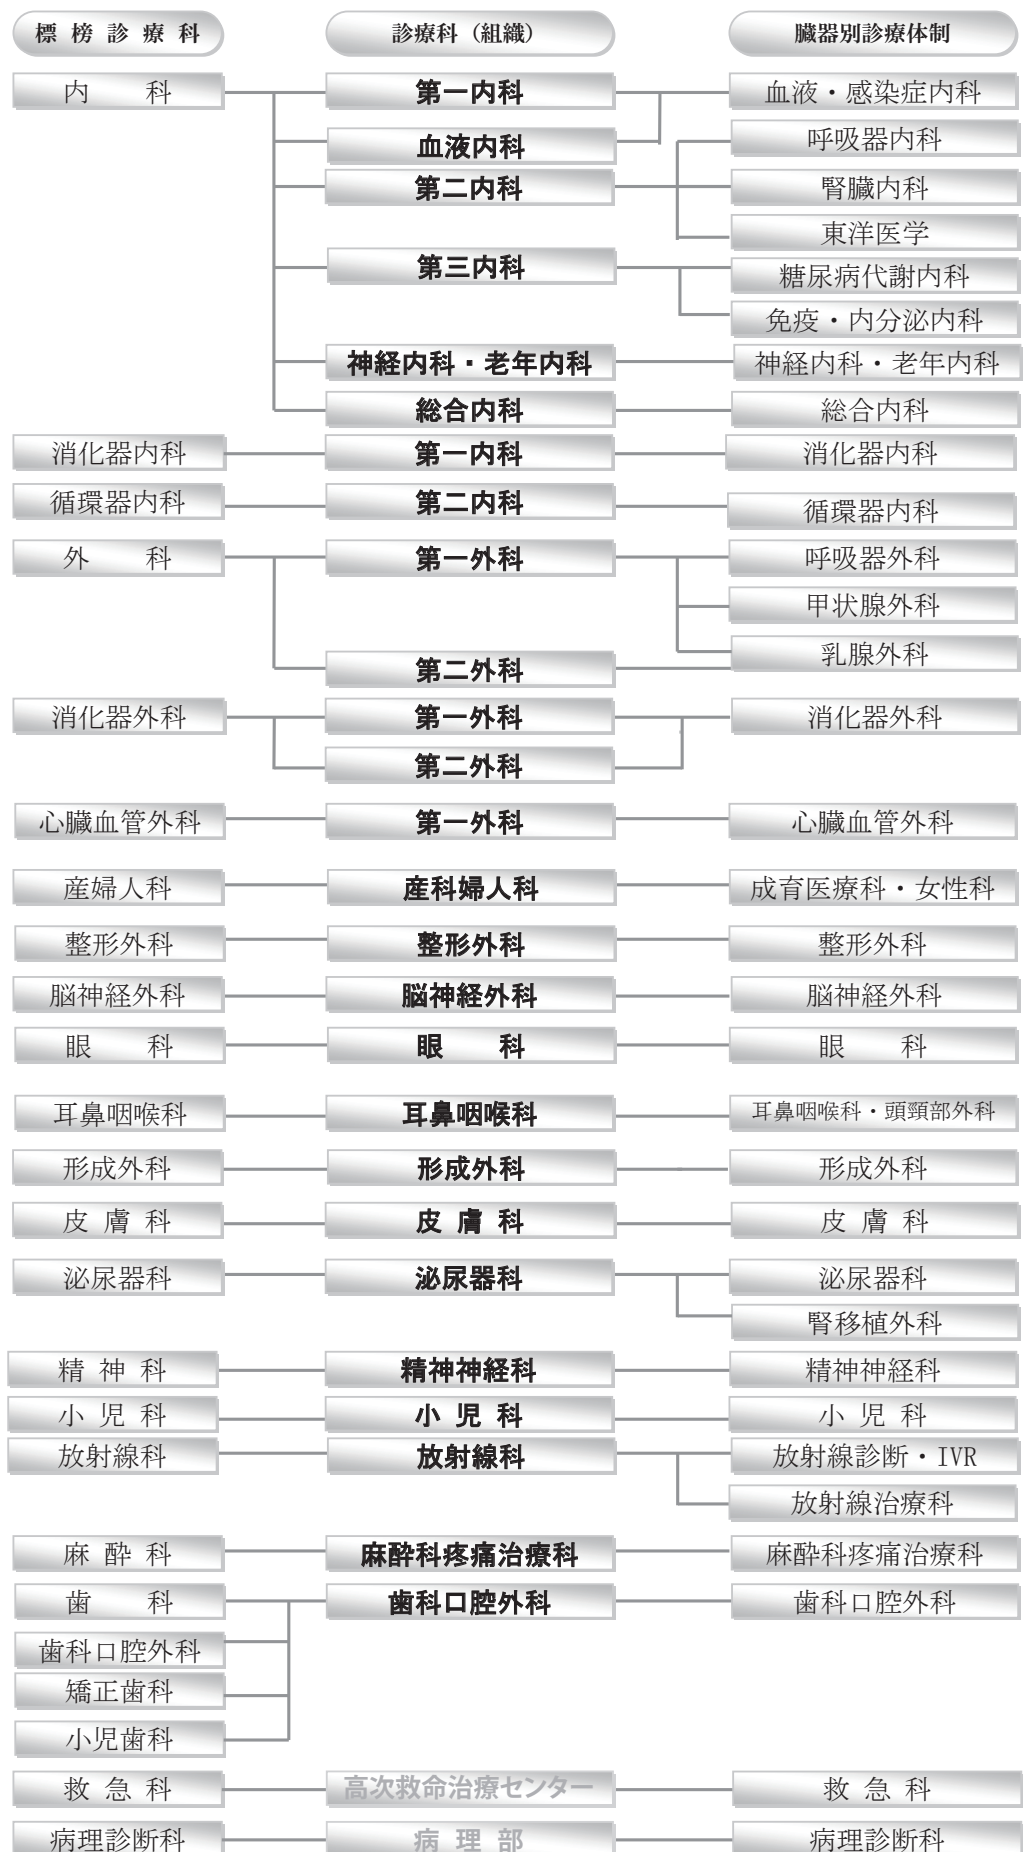 標榜診療科 診療科（組織） 臓器別診療体制
内　科 第一内科 血液・感染症内科
血液内科 呼吸器内科
第二内科 腎臓内科
東洋医学
第三内科 糖尿病代謝内科
免疫・内分泌内科
神経内科・老年内科 神経内科・老年内科
総合内科 総合内科
消化器内科 第一内科 消化器内科
循環器内科 第二内科 循環器内科
外　科 第一外科 呼吸器外科
甲状腺外科
乳腺外科
第二外科
消化器外科 第一外科 消化器外科
第二外科
心臓血管外科 第一外科 心臓血管外科
産婦人科 産科婦人科 成育医療科・女性科
整形外科 整形外科 整形外科
脳神経外科 脳神経外科 脳神経外科
眼　科 眼　科 眼　科
耳鼻咽喉科 耳鼻咽喉科 耳鼻咽喉科・頭頸部外科
形成外科 形成外科 形成外科
皮膚科 皮膚科 皮膚科
泌尿器科 泌尿器科 泌尿器科
腎移植外科
精神科 精神神経科 精神神経科
小児科 小児科 小児科
放射線科 放射線科 放射線診断・IVR
放射線治療科
麻酔科 麻酔科疼痛治療科 麻酔科疼痛治療科
歯　科 歯科口腔外科 歯科口腔外科
歯科口腔外科
矯正歯科
小児歯科
救急科 高次救命治療センター 救急科
病理診断科 病理部 病理診断科